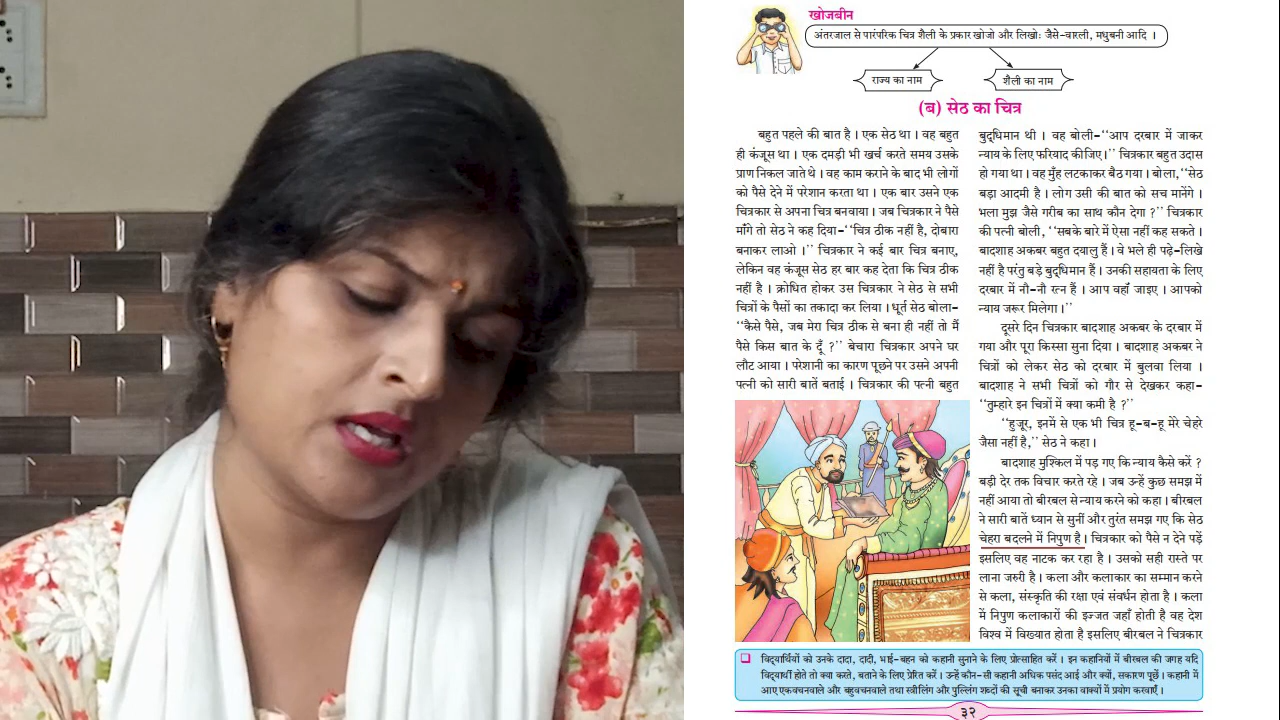 खोजबीन
अंतरजाल से पारंपरिक चित्र शैली के प्रकार खोजो और लिखो: जैसे-वारली, मधुबनी आदि ।
राज्य का नाम
शैली का नाम
(ब) सेठ का चित्र
बहुत पहले की बात है । एक सेठ था । वह बहुत
ही कंजूस था । एक दमड़ी भी खर्च करते समय उसके
प्राण निकल जाते थे । वह काम कराने के बाद भी लोगों
को पैसे देने में परेशान करता था । एक बार उसने एक
चित्रकार से अपना चित्र बनवाया । जब चित्रकार ने पैसे
माँगे तो सेठ ने कह दिया-‘‘चित्र ठीक नहीं है, दोबारा
बनाकर लाओ ।’’ चित्रकार ने कई बार चित्र बनाए,
लेकिन वह कंजूस सेठ हर बार कह देता कि चित्र ठीक
नहीं है । क्रोधित होकर उस चित्रकार ने सेठ से सभी
चित्रों के पैसों का तकादा कर लिया । धूर्त सेठ बोला-
‘‘कैसे पैसे, जब मेरा चित्र ठीक से बना ही नहीं तो मैं
पैसे किस बात के दूँ ?’’ बेचारा चित्रकार अपने घर
लौट आया । परेशानी का कारण पूछने पर उसने अपनी
पत्नी को सारी बातें बताई । चित्रकार की पत्नी बहुत
बुद्धिमान थी । वह बोली-‘‘आप दरबार में जाकर
न्याय के लिए फरियाद कीजिए।’’ चित्रकार बहुत उदास
हो गया था । वह मुँह लटकाकर बैठ गया । बोला,‘‘सेठ
बड़ा आदमी है । लोग उसी की बात को सच मानेंगे ।
भला मुझ जैसे गरीब का साथ कौन देगा ?’’ चित्रकार
की पत्नी बोली, ‘‘सबके बारे में ऐसा नहीं कह सकते ।
बादशाह अकबर बहुत दयालु हैं । वे भले ही पढ़े-लिखे
नहीं है परंतु बड़े बुद्धिमान हैं । उनकी सहायता के लिए
दरबार में नौ-नौ रत्न हैं । आप वहाँ जाइए । आपको
न्याय जरूर मिलेगा।’’
दूसरे दिन चित्रकार बादशाह अकबर के दरबार में
गया और पूरा किस्सा सुना दिया । बादशाह अकबर ने
चित्रों को लेकर सेठ को दरबार में बुलवा लिया ।
बादशाह ने सभी चित्रों को गौर से देखकर कहा-
‘‘तुम्हारे इन चित्रों में क्या कमी है ?’’
‘‘हुजूर, इनमें से एक भी चित्र हू-ब-हू मेरे चेहरे
जैसा नहीं है,’’ सेठ ने कहा ।
बादशाह मुश्किल में पड़ गए कि न्याय कैसे करें ?
बड़ी देर तक विचार करते रहे । जब उन्हें कुछ समझ में
नहीं आया तो बीरबल से न्याय करने को कहा । बीरबल
ने सारी बातें ध्यान से सुनीं और तुरंत समझ गए कि सेठ
चेहरा बदलने में निपुण है । चित्रकार को पैसे न देने पड़ें
इसलिए वह नाटक कर रहा है । उसको सही रास्ते पर
लाना जरुरी है । कला और कलाकार का सम्मान करने
से कला, संस्कृति की रक्षा एवं संवर्धन होता है । कला
में निपुण कलाकारों की इज्जत जहाँ होती है वह देश
विश्व में विख्यात होता है इसलिए बीरबल ने चित्रकार
विद्यार्थियों को उनके दादा, दादी, भाई-बहन को कहानी सुनाने के लिए प्रोत्साहित करें । इन कहानियों में बीरबल की जगह यदि
विद्यार्थी होते तो क्या करते, बताने के लिए प्रेरित करें । उन्हें कौन-सी कहानी अधिक पसंद आई और क्यों, सकारण पूछें । कहानी में
आए एकवचनवाले और बहुवचनवाले तथा स्त्रीलिंग और पुल्लिंग शब्दों की सूची बनाकर उनका वाक्यों में प्रयोग करवाएँ ।
३२